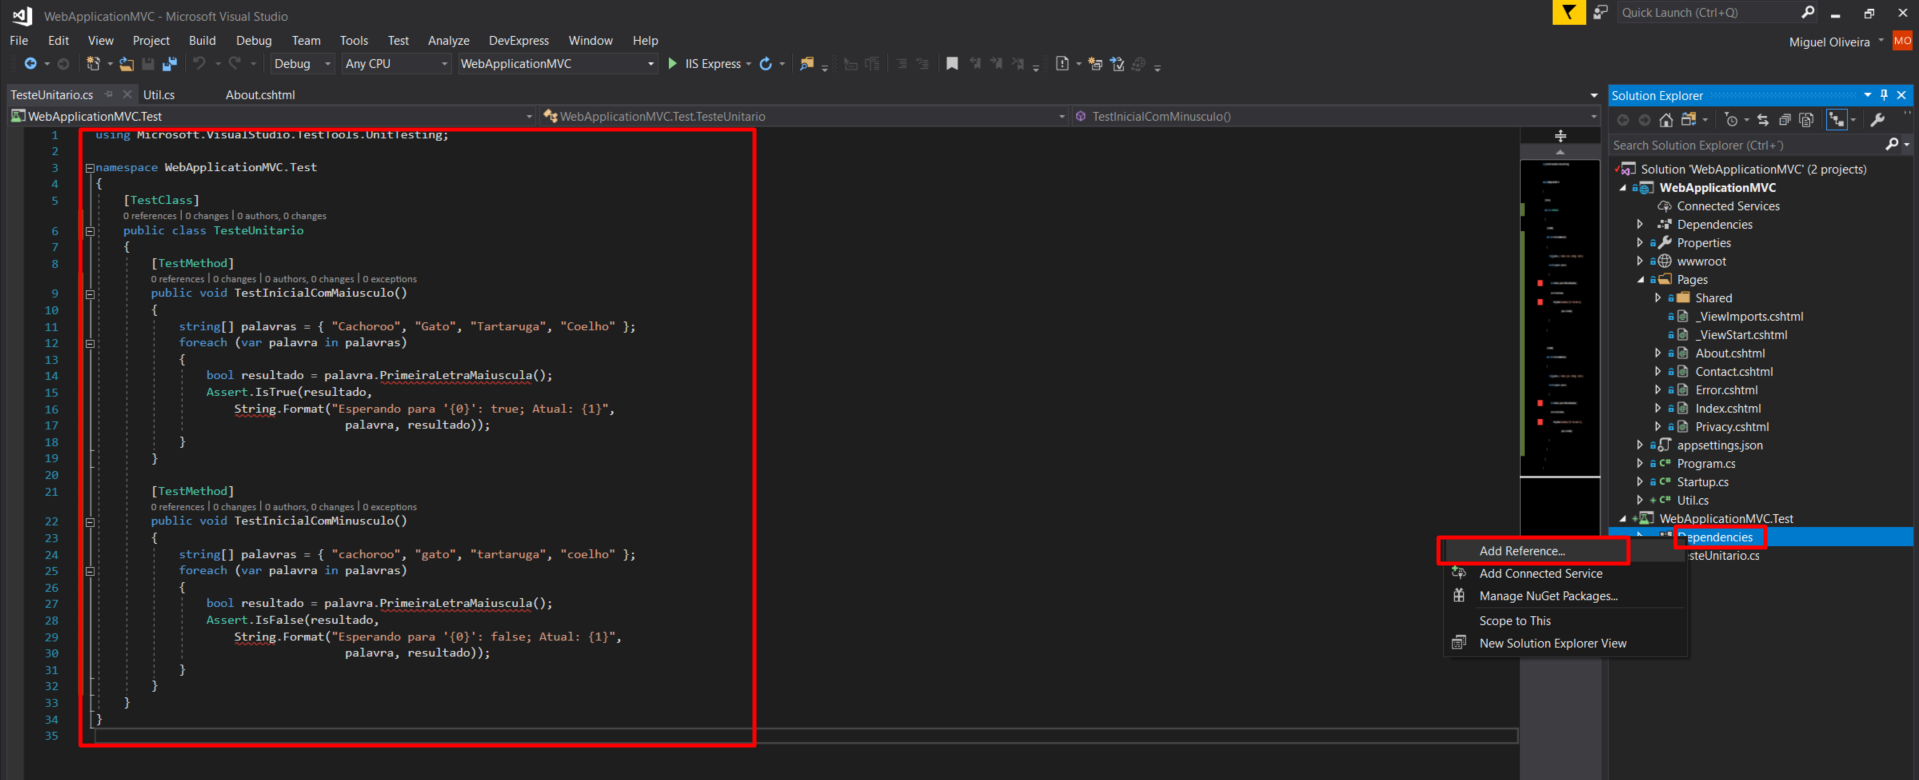 WebApplicationMVC - Microsoft Visual Studio
Quick Launch (Ctrl+Q)
File Edit View Project Build Debug Team Tools Test Analyze DevExpress Window Help
Miguel Oliveira MO
Debug Any CPU WebApplicationMVC IIS Express
TesteUnitario.cs Util.cs About.cshtml
WebApplicationMVC.Test WebApplicationMVC.Test.TesteUnitario TestInicialComMinusculo()
1 using Microsoft.VisualStudio.TestTools.UnitTesting;
2
3 namespace WebApplicationMVC.Test
4 {
5 [TestClass]
0 references | 0 changes | 0 authors, 0 changes
6 public class TesteUnitario
7 {
8 [TestMethod]
0 references | 0 changes | 0 authors, 0 changes | 0 exceptions
9 public void TestInicialComMaiusculo()
10 {
11 string[] palavras = { "Cachoroo", "Gato", "Tartaruga", "Coelho" };
12 foreach (var palavra in palavras)
13 {
14 bool resultado = palavra.PrimeiraLetraMaiuscula();
15 Assert.IsTrue(resultado,
16 String.Format("Esperando para '{0}': true; Atual: {1}",
17 palavra, resultado));
18 }
19 }
20
21 [TestMethod]
0 references | 0 changes | 0 authors, 0 changes | 0 exceptions
22 public void TestInicialComMinusculo()
23 {
24 string[] palavras = { "cachoroo", "gato", "tartaruga", "coelho" };
25 foreach (var palavra in palavras)
26 {
27 bool resultado = palavra.PrimeiraLetraMaiuscula();
28 Assert.IsFalse(resultado,
29 String.Format("Esperando para '{0}': false; Atual: {1}",
30 palavra, resultado));
31 }
32 }
33 }
34 }
35
Solution Explorer
Search Solution Explorer (Ctrl+´)
Solution 'WebApplicationMVC' (2 projects)
WebApplicationMVC
Connected Services
Dependencies
Properties
wwwroot
Pages
Shared
_ViewImports.cshtml
_ViewStart.cshtml
About.cshtml
Contact.cshtml
Error.cshtml
Index.cshtml
Privacy.cshtml
appsettings.json
C# Program.cs
C# Startup.cs
C# Util.cs
WebApplicationMVC.Test
Dependencies
esteUnitario.cs
Add Reference...
Add Connected Service
Manage NuGet Packages...
Scope to This
New Solution Explorer View